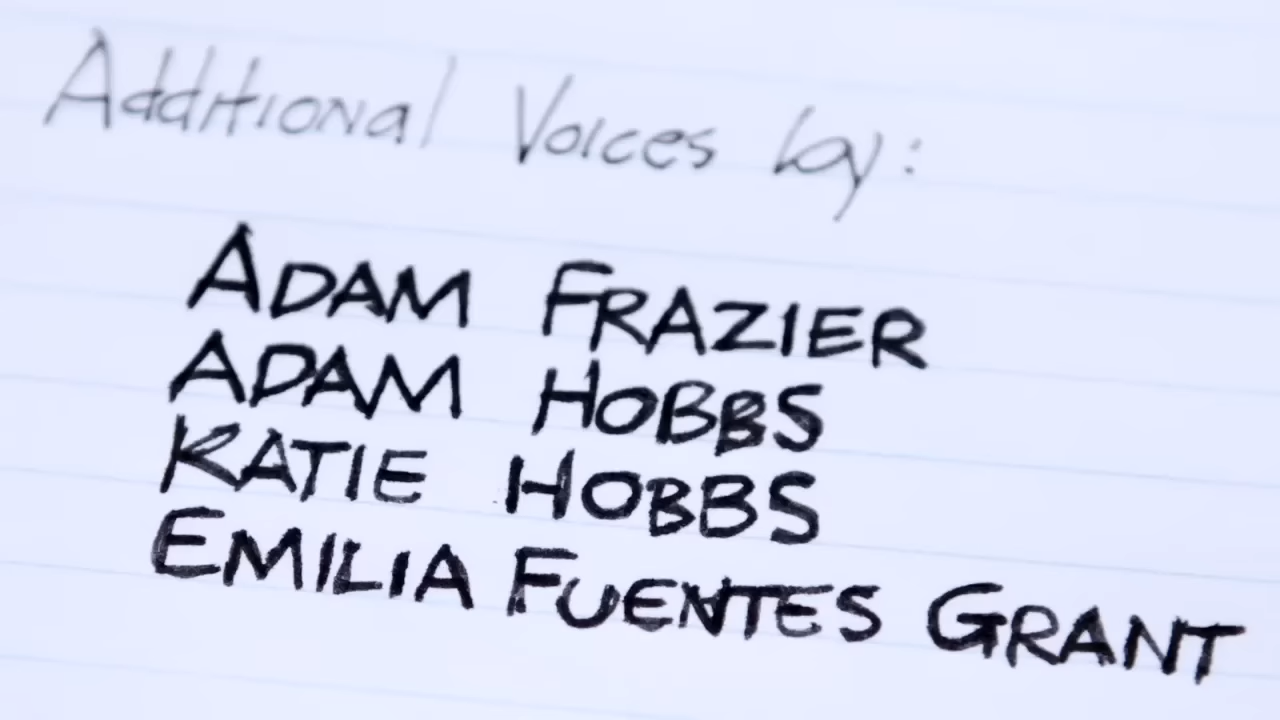 Additional Voices by:
ADAM FRAZIER
ADAM HOBBS
KATIE HOBBS
EMILIA FUENTES GRANT